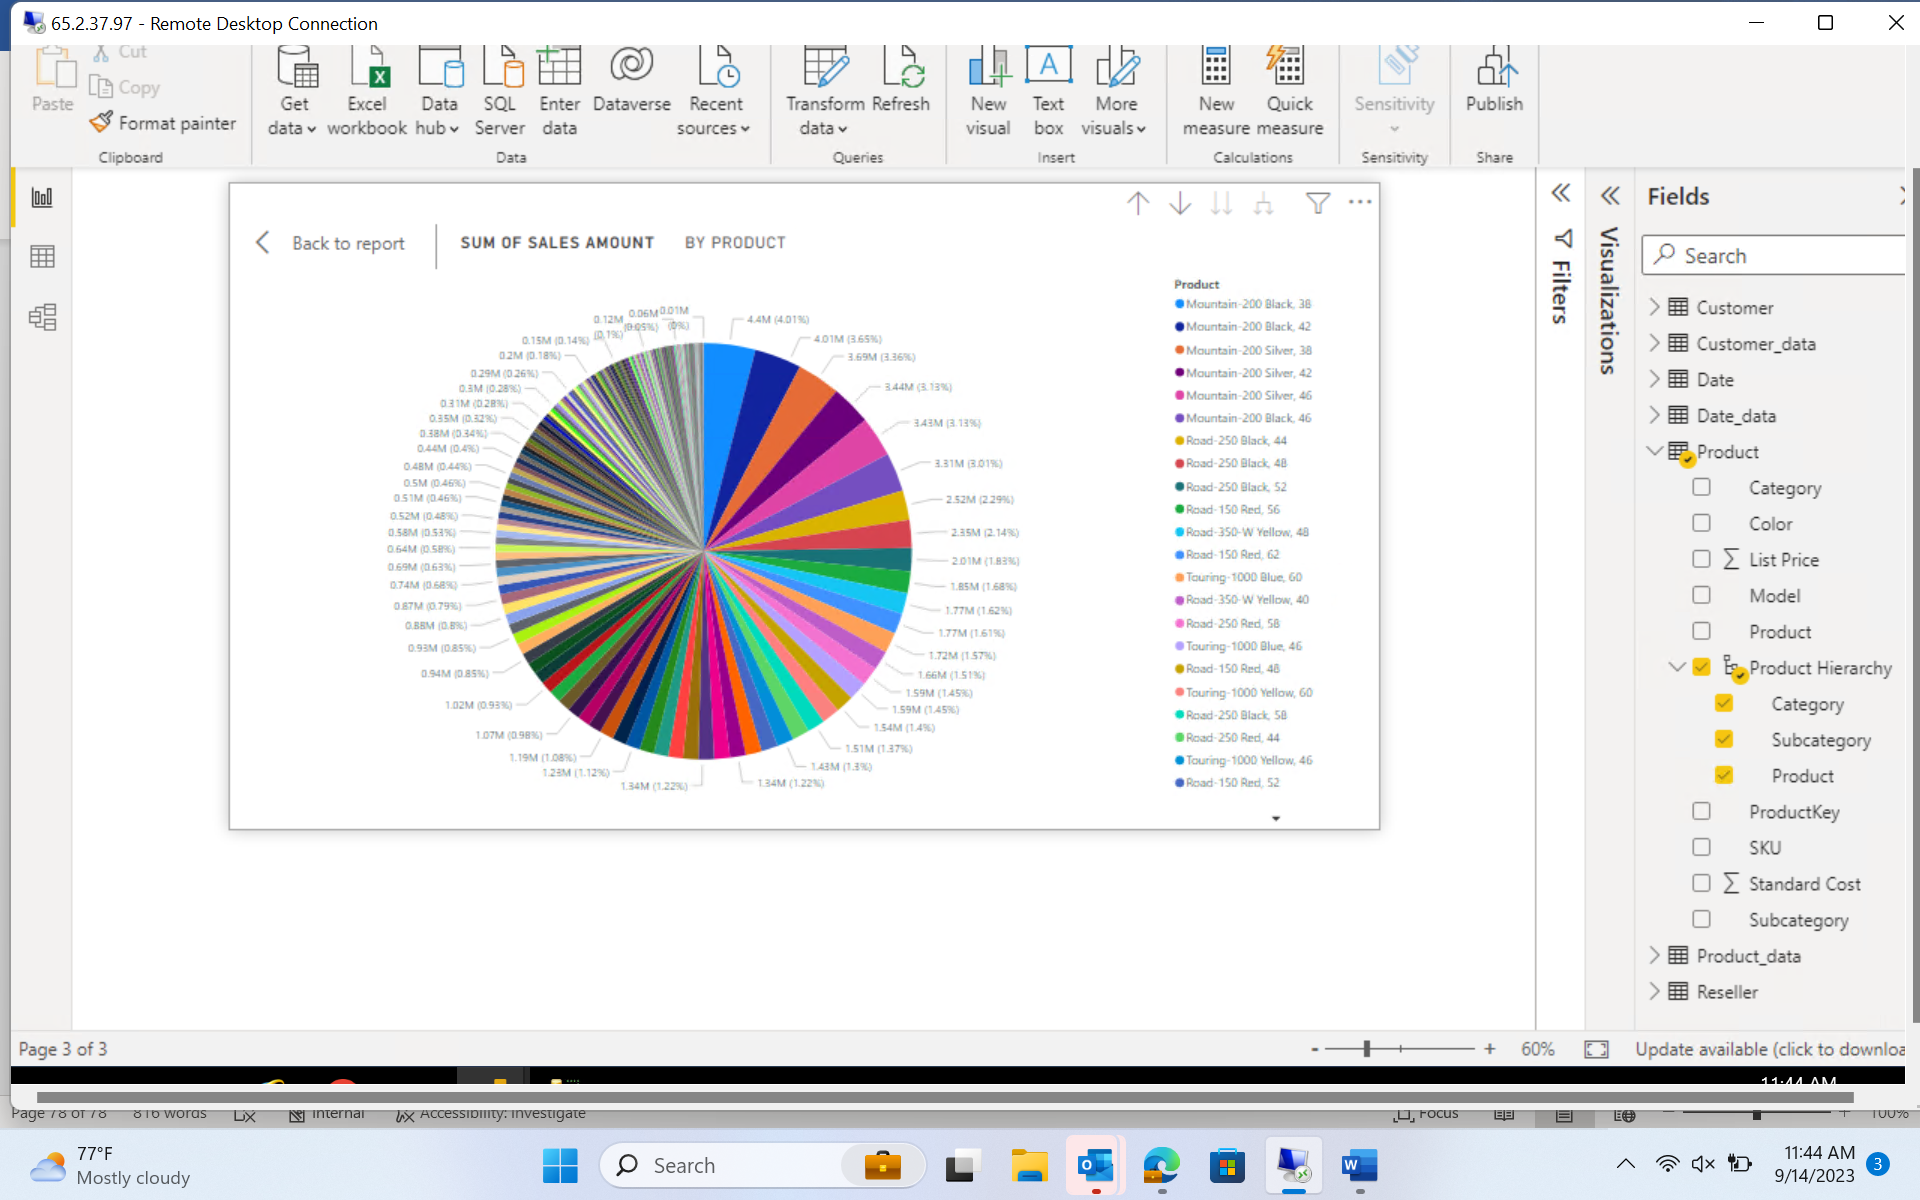 65.2.37.97 - Remote Desktop Connection
Paste
Cut
Copy
Format painter
Clipboard
Get data
Excel workbook
Data hub
SQL Server
Enter data
Dataverse
Recent sources
Data
Transform data
Refresh
Queries
New visual
Text box
More visuals
Insert
New measure
Quick measure
Calculations
Sensitivity
Sensitivity
Publish
Share
Back to report
SUM OF SALES AMOUNT BY PRODUCT
4.4M (4.01%)
4.01M (3.65%)
3.69M (3.36%)
3.44M (3.13%)
3.43M (3.13%)
3.31M (3.01%)
2.52M (2.29%)
2.35M (2.14%)
2.01M (1.83%)
1.85M (1.68%)
1.77M (1.62%)
1.77M (1.61%)
1.72M (1.57%)
1.66M (1.51%)
1.59M (1.45%)
1.59M (1.45%)
1.54M (1.4%)
1.51M (1.37%)
1.43M (1.3%)
1.34M (1.22%)
1.34M (1.22%)
1.23M (1.12%)
1.19M (1.08%)
1.07M (0.98%)
1.02M (0.93%)
0.94M (0.85%)
0.93M (0.85%)
0.88M (0.8%)
0.87M (0.79%)
0.74M (0.68%)
0.69M (0.63%)
0.64M (0.58%)
0.58M (0.53%)
0.52M (0.48%)
0.51M (0.46%)
0.5M (0.46%)
0.48M (0.44%)
0.44M (0.4%)
0.38M (0.34%)
0.35M (0.32%)
0.31M (0.28%)
0.3M (0.28%)
0.29M (0.26%)
0.2M (0.18%)
0.15M (0.14%)
0.12M (0.1%)
0.06M (0.05%)
0.01M (0%)
Product
Mountain-200 Black, 38
Mountain-200 Black, 42
Mountain-200 Silver, 38
Mountain-200 Silver, 42
Mountain-200 Silver, 46
Mountain-200 Black, 46
Road-250 Black, 44
Road-250 Black, 48
Road-250 Black, 52
Road-150 Red, 56
Road-350-W Yellow, 48
Road-150 Red, 62
Touring-1000 Blue, 60
Road-350-W Yellow, 40
Road-250 Red, 58
Touring-1000 Blue, 46
Road-150 Red, 48
Touring-1000 Yellow, 60
Road-250 Black, 58
Road-250 Red, 44
Touring-1000 Yellow, 46
Road-150 Red, 52
Filters
Visualizations
Fields
Search
Customer
Customer_data
Date
Date_data
Product
Category
Color
List Price
Model
Product
Product Hierarchy
Category
Subcategory
Product
ProductKey
SKU
Standard Cost
Subcategory
Product_data
Reseller
Page 3 of 3
- + 60%
Update available (click to downloa
11:44 AM
Page 78 of 78 816 words Internal Accessibility: Investigate Focus 100%
77°F
Mostly cloudy
Search
11:44 AM
9/14/2023
3